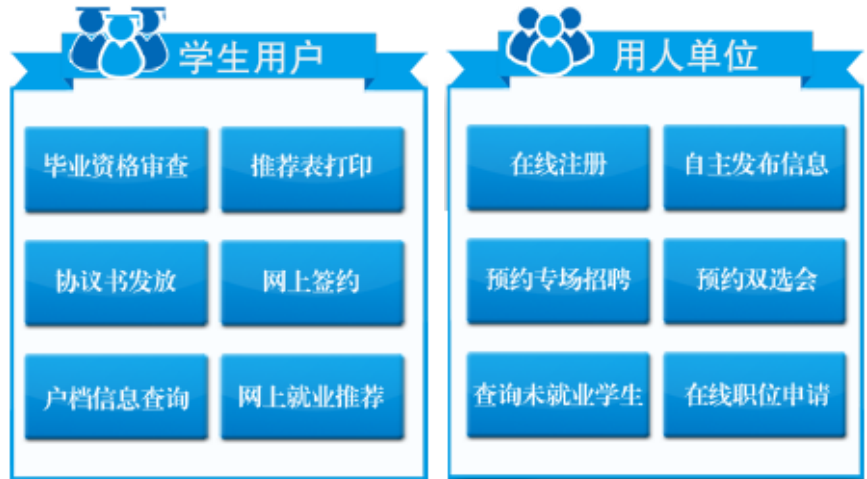 学生用户
毕业资格审查
推荐表打印
协议书发放
网上签约
户档信息查询
网上就业推荐
用人单位
在线注册
自主发布信息
预约专场招聘
预约双选会
查询未就业学生
在线职位申请